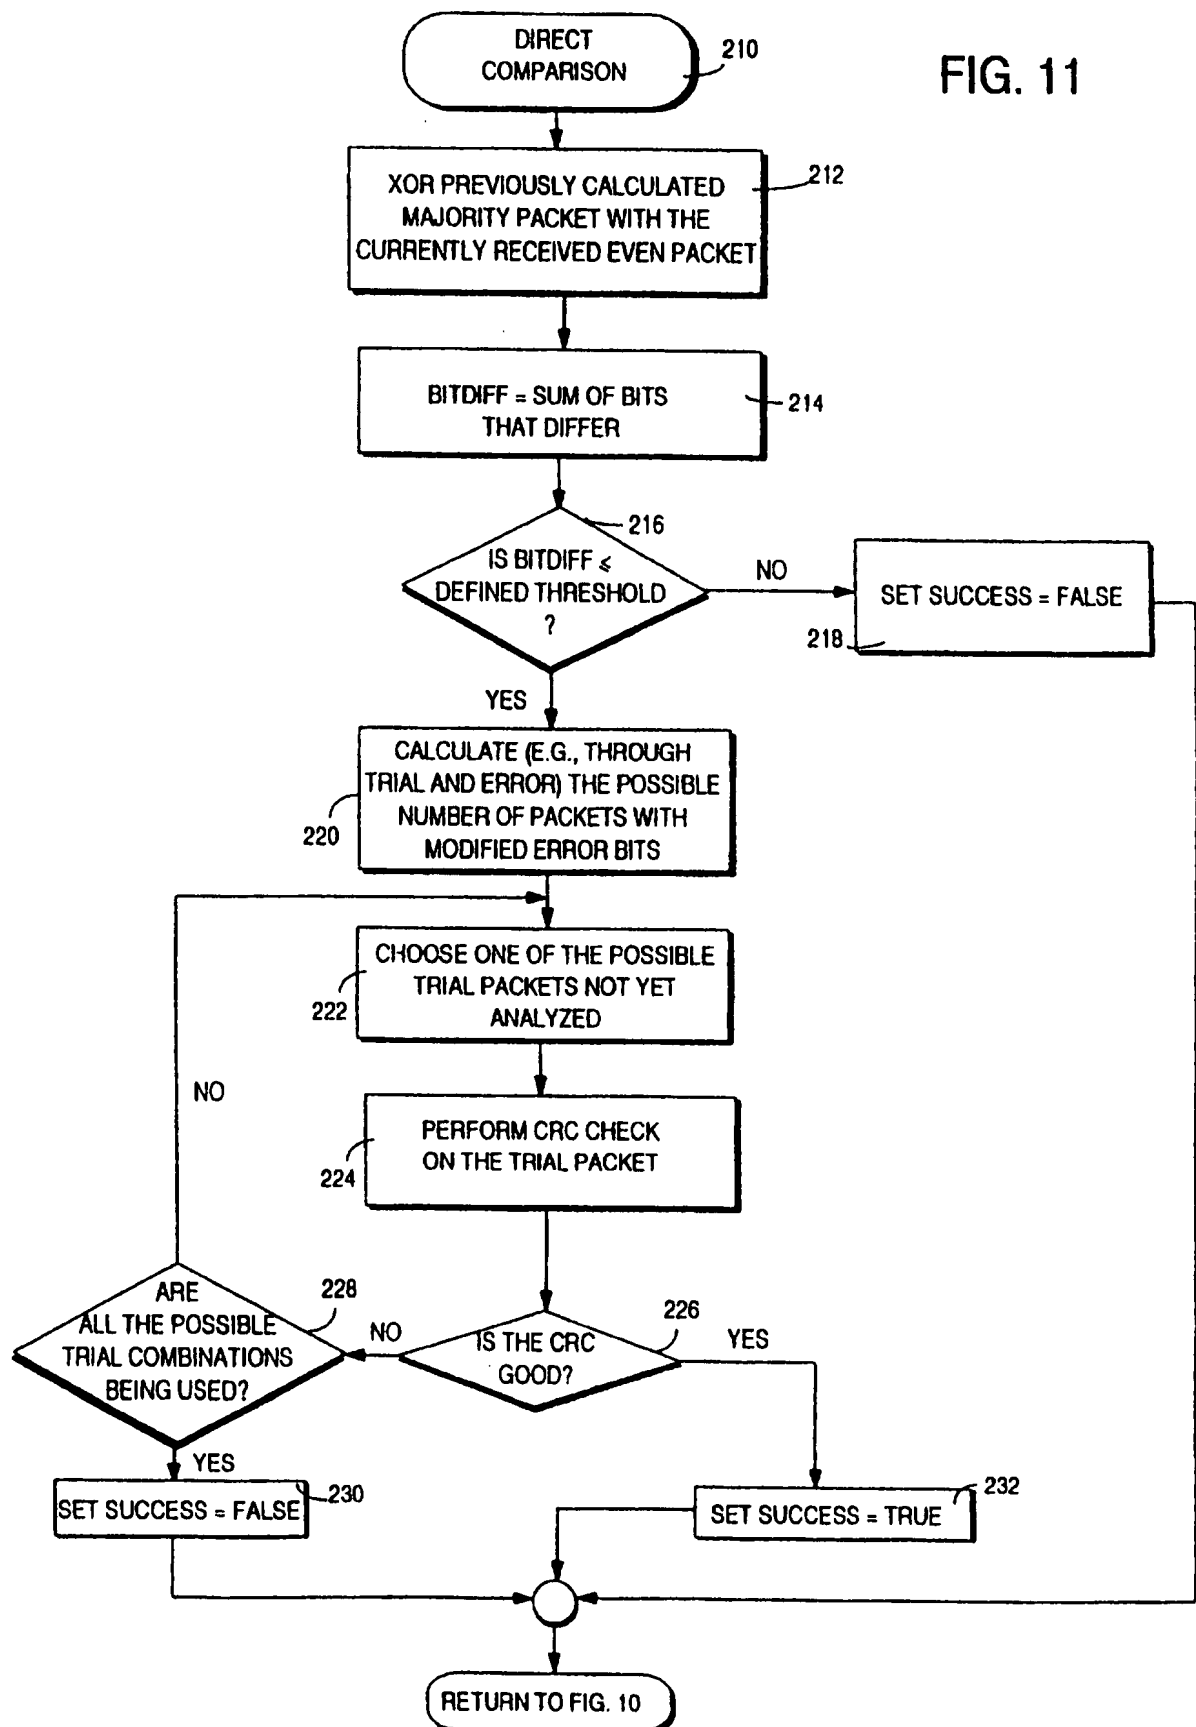 DIRECT
COMPARISON
210
FIG. 11
XOR PREVIOUSLY CALCULATED
MAJORITY PACKET WITH THE
CURRENTLY RECEIVED EVEN PACKET
212
BITDIFF = SUM OF BITS
THAT DIFFER
214
216
IS BITDIFF ≤
DEFINED THRESHOLD
?
NO
SET SUCCESS = FALSE
218
YES
CALCULATE (E.G., THROUGH
TRIAL AND ERROR) THE POSSIBLE
NUMBER OF PACKETS WITH
MODIFIED ERROR BITS
220
CHOOSE ONE OF THE POSSIBLE
TRIAL PACKETS NOT YET
ANALYZED
222
NO
PERFORM CRC CHECK
ON THE TRIAL PACKET
224
ARE
ALL THE POSSIBLE
TRIAL COMBINATIONS
BEING USED?
228
NO
IS THE CRC
GOOD?
226
YES
YES
SET SUCCESS = FALSE
230
SET SUCCESS = TRUE
232
RETURN TO FIG. 10